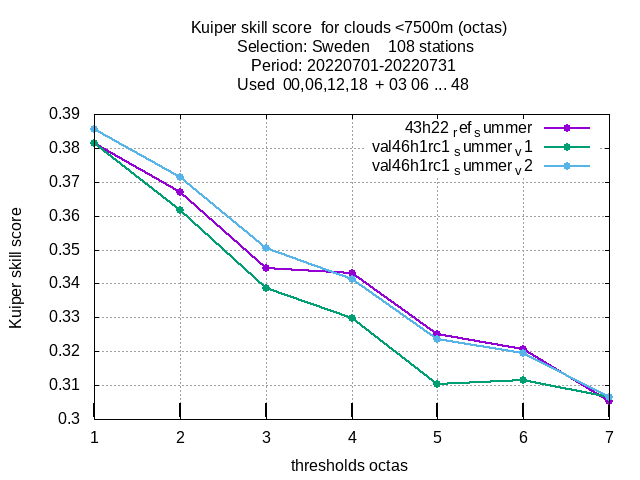 Kuiper skill score  for clouds <7500m (octas)
Selection: Sweden    108 stations
Period: 20220701-20220731
Used  00,06,12,18  + 03 06 ... 48
43h22 ref summer
val46h1rc1 summer v1
val46h1rc1 summer v2
Kuiper skill score
0.39
0.38
0.37
0.36
0.35
0.34
0.33
0.32
0.31
0.3
1 2 3 4 5 6 7
thresholds octas